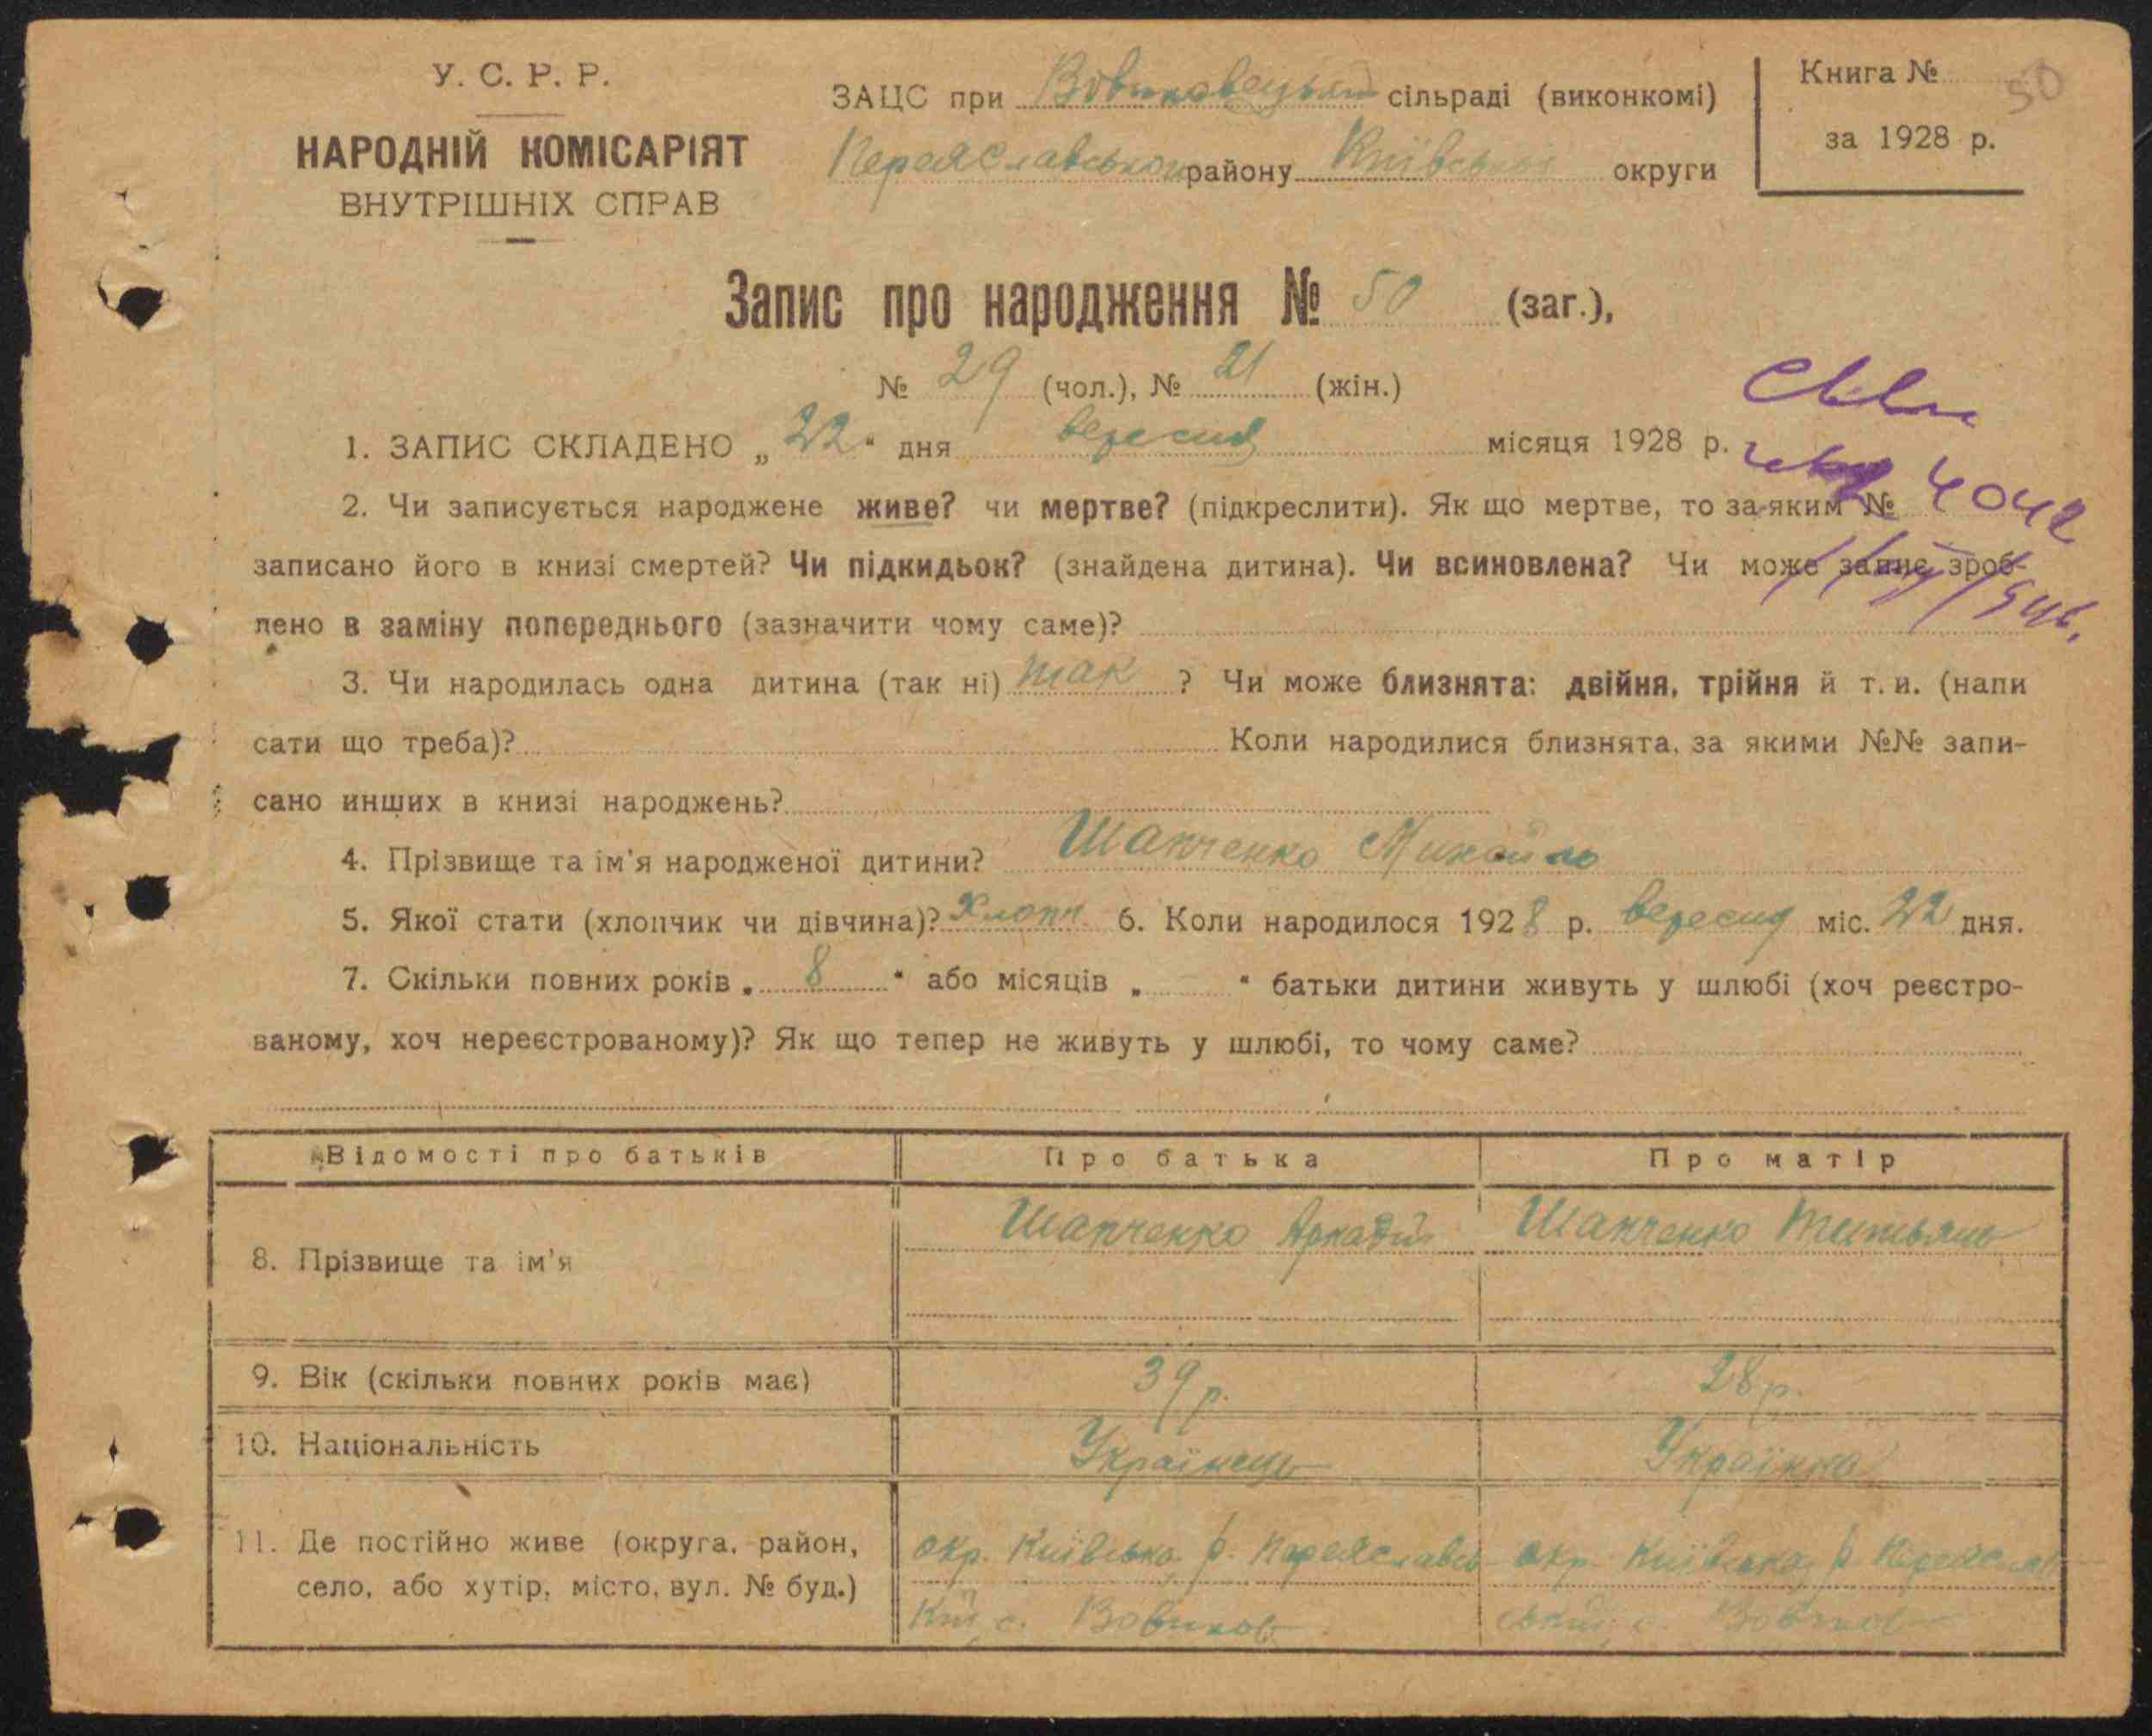 У. С. Р. Р.
НАРОДНІЙ КОМІСАРІЯТ
ВНУТРІШНІХ СПРАВ
ЗАЦС при сільраді (виконкомі)
Переяславського району Київської округи
Книга № 50
за 1928 р.
Запис про народження № 50 (заг.),
№ 29 (чол.), № 21 (жін.)
1. ЗАПИС СКЛАДЕНО „ 22 “ дня вересня місяця 1928 р.
2. Чи записується народжене живе? чи мертве? (підкреслити). Як що мертве, то за яким №
записано його в книзі смертей? Чи підкидьок? (знайдена дитина). Чи всиновлена? Чи може запис зроб-
лено в заміну попереднього (зазначити чому саме)?
3. Чи народилась одна дитина (так ні) так ? Чи може близнята: двійня, трійня й т. и. (напи
сати що треба)? Коли народилися близнята, за якими №№ запи-
сано инших в книзі народжень?
4. Прізвище та ім'я народженої дитини? Шапченко Михайло
5. Якої стати (хлопчик чи дівчина)? Хлопч. 6. Коли народилося 1928 р. вересня міс. 22 дня.
7. Скільки повних років „ 8 “ або місяців „ “ батьки дитини живуть у шлюбі (хоч реєстро-
ваному, хоч нереєстрованому)? Як що тепер не живуть у шлюбі, то чому саме?
Відомості про батьків Про батька Про матір
8. Прізвище та ім'я Шапченко Аркадій Шапченко
9. Вік (скільки повних років має) 39 р. 28 р.
10. Національність Українець Українка
11. Де постійно живе (округа, район,
село, або хутір, місто, вул. № буд.)
окр. Київська, р. Переяславсь
кий, с.
окр. Київська, р. Переяслав
ський, с.